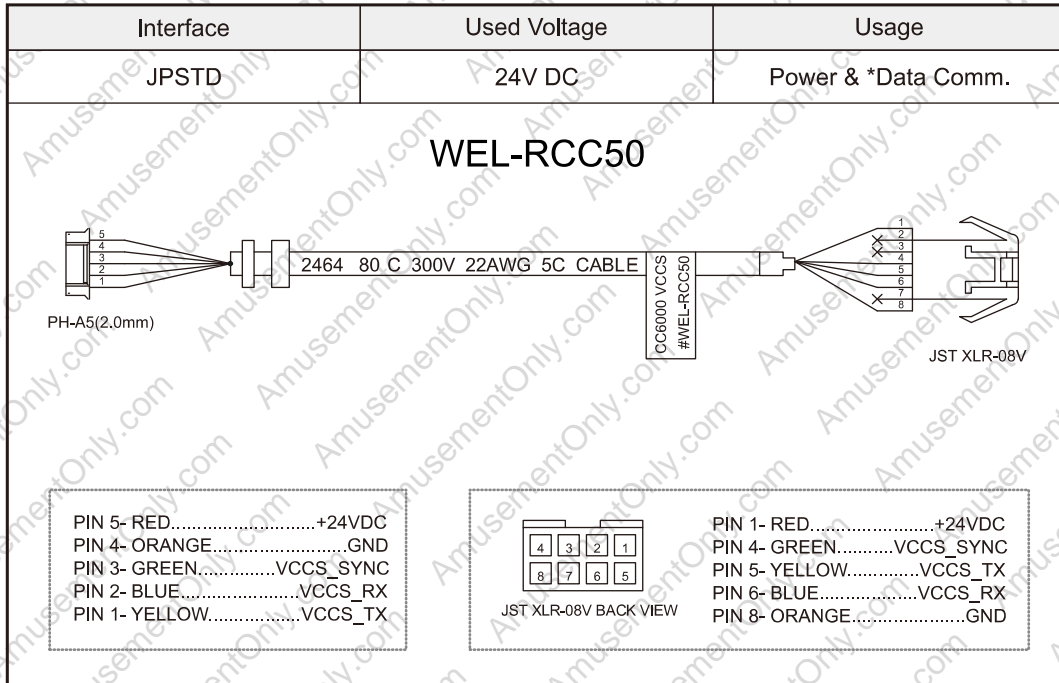 Interface Used Voltage Usage
JPSTD 24V DC Power & *Data Comm.
WEL-RCC50
5
4
3
2
1
PH-A5(2.0mm)
2464 80 C 300V 22AWG 5C CABLE
CC6000 VCCS
#WEL-RCC50
1
2
3
4
5
6
7
8
JST XLR-08V
PIN 5- RED..............................+24VDC
PIN 4- ORANGE............................GND
PIN 3- GREEN.................VCCS_SYNC
PIN 2- BLUE.........................VCCS_RX
PIN 1- YELLOW...................VCCS_TX
4 3 2 1
8 7 6 5
JST XLR-08V BACK VIEW
PIN 1- RED..........................+24VDC
PIN 4- GREEN............VCCS_SYNC
PIN 5- YELLOW...............VCCS_TX
PIN 6- BLUE....................VCCS_RX
PIN 8- ORANGE........................GND
AmusementOnly.com